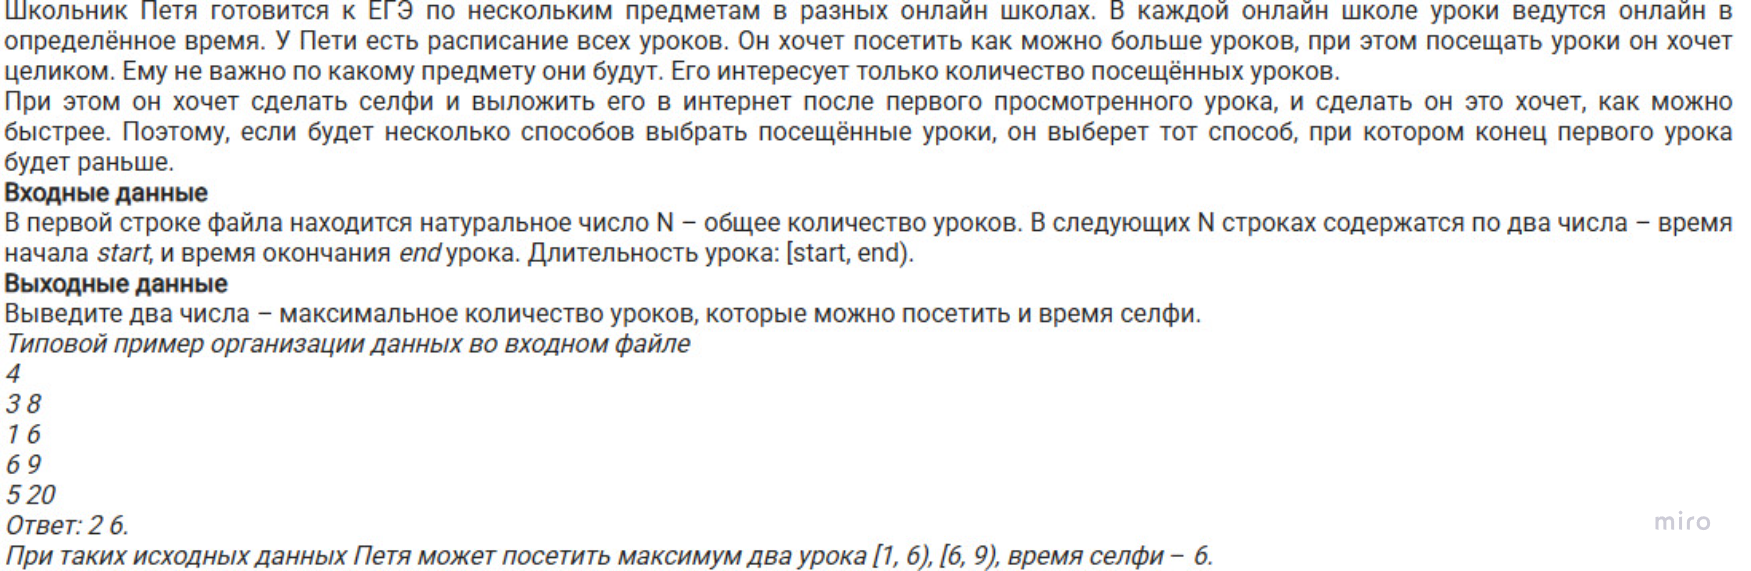 Школьник Петя готовится к ЕГЭ по нескольким предметам в разных онлайн школах. В каждой онлайн школе уроки ведутся онлайн в
определённое время. У Пети есть расписание всех уроков. Он хочет посетить как можно больше уроков, при этом посещать уроки он хочет
целиком. Ему не важно по какому предмету они будут. Его интересует только количество посещённых уроков.
При этом он хочет сделать селфи и выложить его в интернет после первого просмотренного урока, и сделать он это хочет, как можно
быстрее. Поэтому, если будет несколько способов выбрать посещённые уроки, он выберет тот способ, при котором конец первого урока
будет раньше.
Входные данные
В первой строке файла находится натуральное число N – общее количество уроков. В следующих N строках содержатся по два числа – время
начала start, и время окончания end урока. Длительность урока: [start, end).
Выходные данные
Выведите два числа – максимальное количество уроков, которые можно посетить и время селфи.
Типовой пример организации данных во входном файле
4
3 8
1 6
6 9
5 20
Ответ: 2 6.
При таких исходных данных Петя может посетить максимум два урока [1, 6), [6, 9), время селфи – 6.
miro